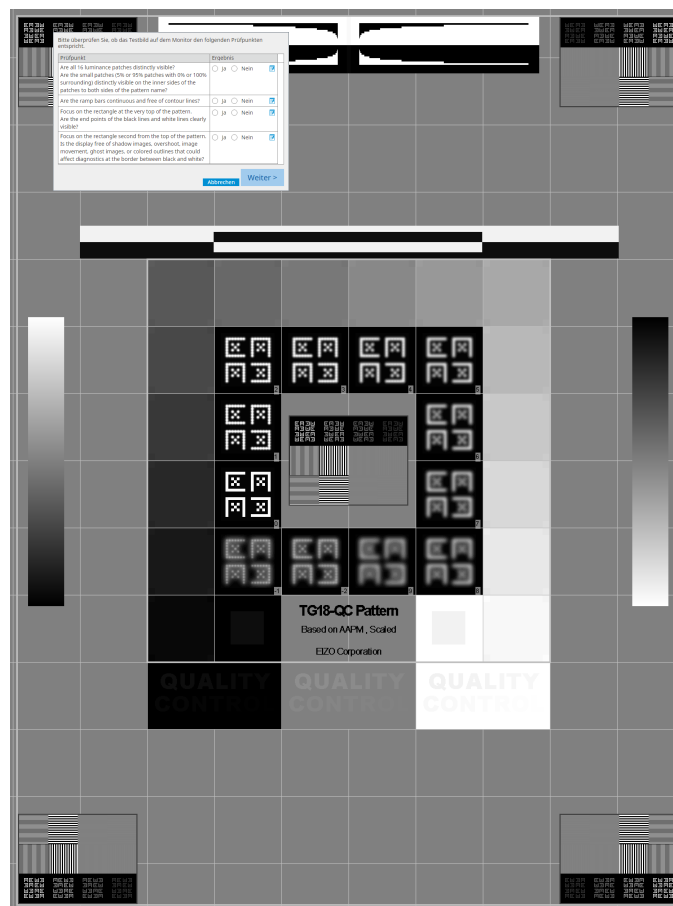 Bitte überprüfen Sie, ob das Testbild auf dem Monitor den folgenden Prüfpunkten
entspricht.
Prüfpunkt Ergebnis
Are all 16 luminance patches distinctly visible? Ja Nein
Are the small patches (5% or 95% patches with 0% or 100%
surrounding) distinctly visible on the inner sides of the
patches to both sides of the pattern name?
Are the ramp bars continuous and free of contour lines? Ja Nein
Focus on the rectangle at the very top of the pattern. Ja Nein
Are the end points of the black lines and white lines clearly
visible?
Focus on the rectangle second from the top of the pattern. Ja Nein
Is the display free of shadow images, overshoot, image
movement, ghost images, or colored outlines that could
affect diagnostics at the border between black and white?
Abbrechen Weiter >
TG18-QC Pattern
Based on AAPM , Scaled
EIZO Corporation
QUALITY QUALITY QUALITY
CONTROL CONTROL CONTROL